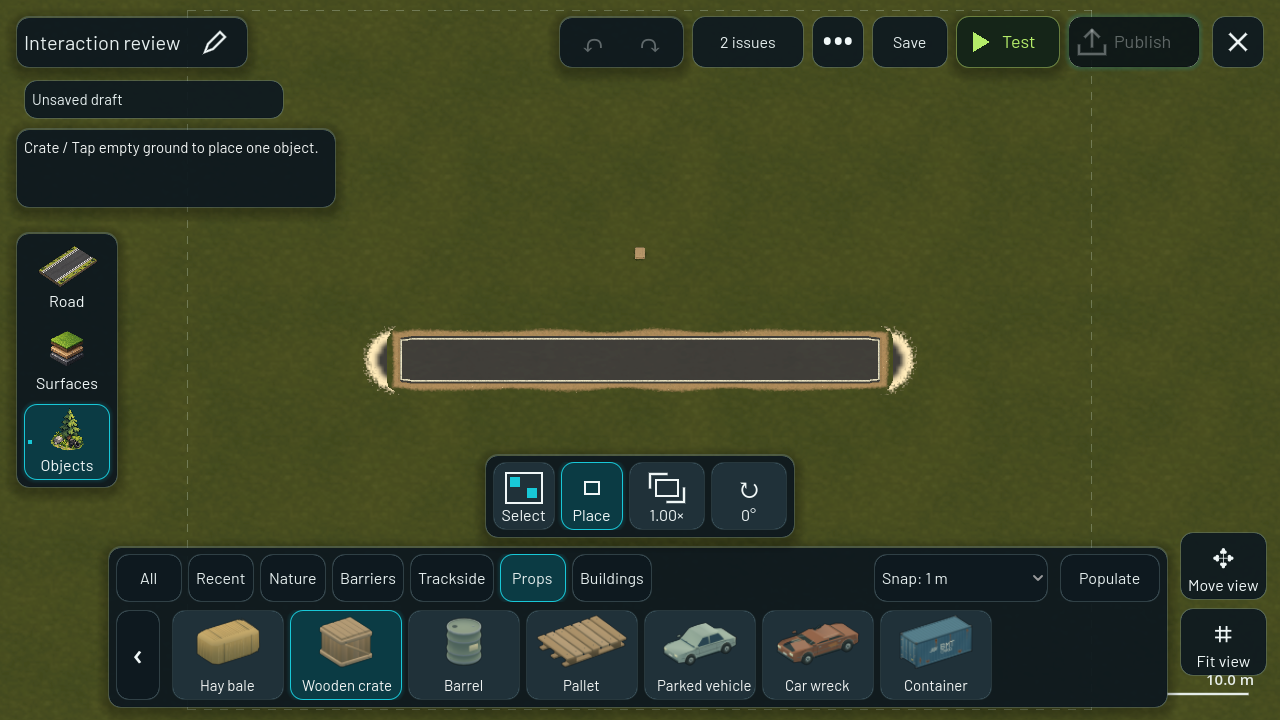 Interaction review
2 issues
Save
Test
Publish
Unsaved draft
Crate / Tap empty ground to place one object.
Road
Surfaces
Objects
Select
Place
1.00×
0°
All
Recent
Nature
Barriers
Trackside
Props
Buildings
Snap: 1 m
Populate
Move view
Hay bale
Wooden crate
Barrel
Pallet
Parked vehicle
Car wreck
Container
Fit view
10.0 m